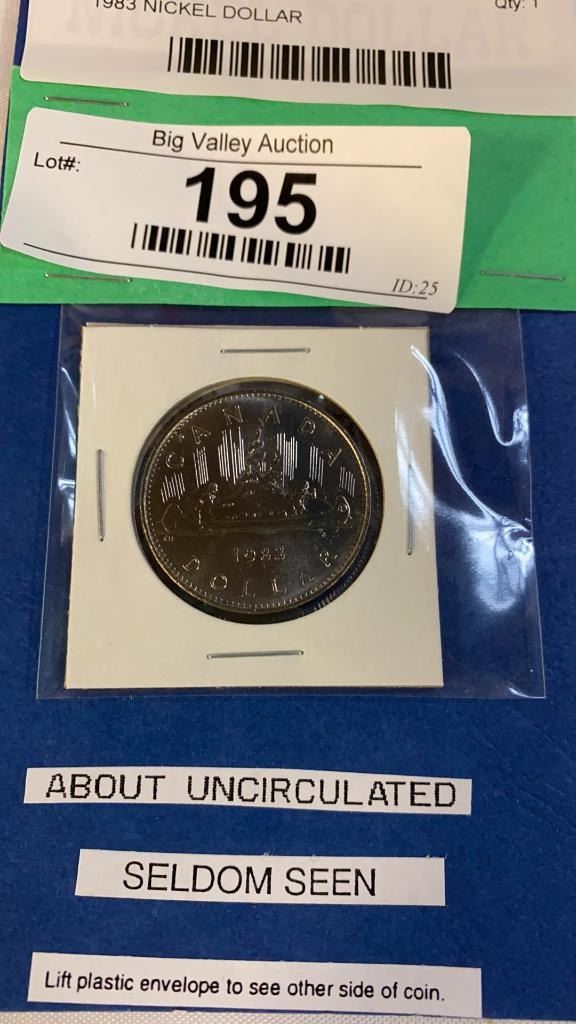 1983 NICKEL DOLLAR
Qty: 1
Big Valley Auction
Lot#:
195
ID:25
CANADA
1983
DOLLAR
ABOUT UNCIRCULATED
SELDOM SEEN
Lift plastic envelope to see other side of coin.